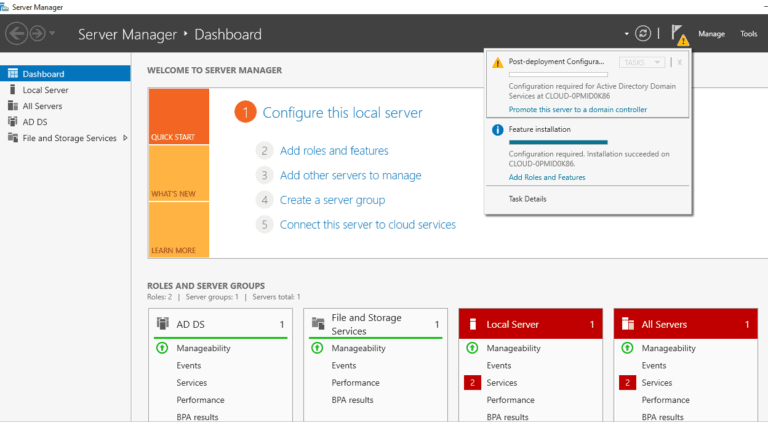 Server Manager
Server Manager ‣ Dashboard
Manage
Tools
Dashboard
Local Server
All Servers
AD DS
File and Storage Services
WELCOME TO SERVER MANAGER
QUICK START
WHAT'S NEW
LEARN MORE
1 Configure this local server
2 Add roles and features
3 Add other servers to manage
4 Create a server group
5 Connect this server to cloud services
Post-deployment Configura...
TASKS
X
Configuration required for Active Directory Domain
Services at CLOUD-0PMID0K86
Promote this server to a domain controller
Feature installation
Configuration required. Installation succeeded on
CLOUD-0PMID0K86.
Add Roles and Features
Task Details
ROLES AND SERVER GROUPS
Roles: 2 | Server groups: 1 | Servers total: 1
AD DS 1
Manageability
Events
Services
Performance
BPA results
File and Storage
Services
1
Manageability
Events
Performance
BPA results
Local Server 1
Manageability
Events
2 Services
Performance
BPA results
All Servers 1
Manageability
Events
2 Services
Performance
BPA results